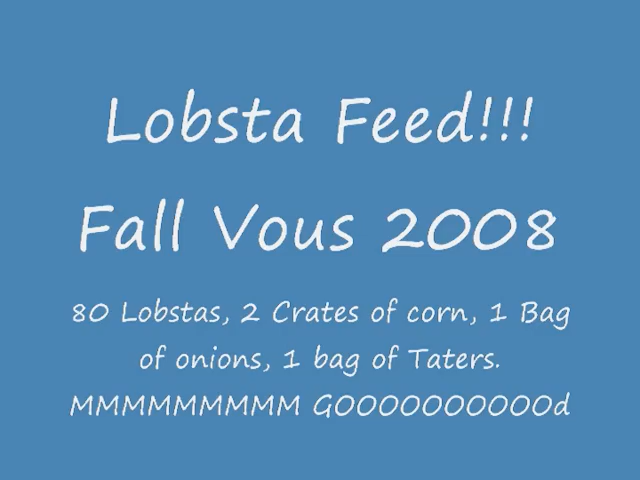 Lobsta Feed!!!
Fall Vous 2008
80 Lobstas, 2 Crates of corn, 1 Bag
of onions, 1 bag of Taters.
MMMMMMMMM GOOOOOOOOOOd